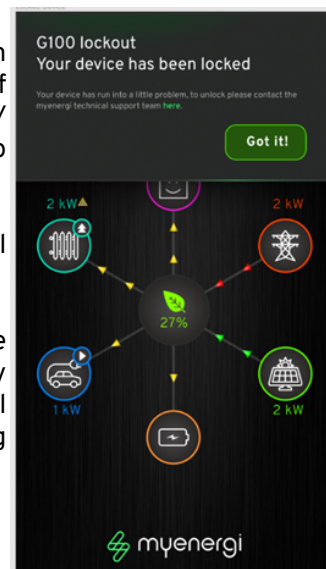 G100 lockout
Your device has been locked
Your device has run into a little problem, to unlock please contact the
myenergi technical support team here.
Got it!
2 kW
2 kW
27%
1 kW
2 kW
myenergi